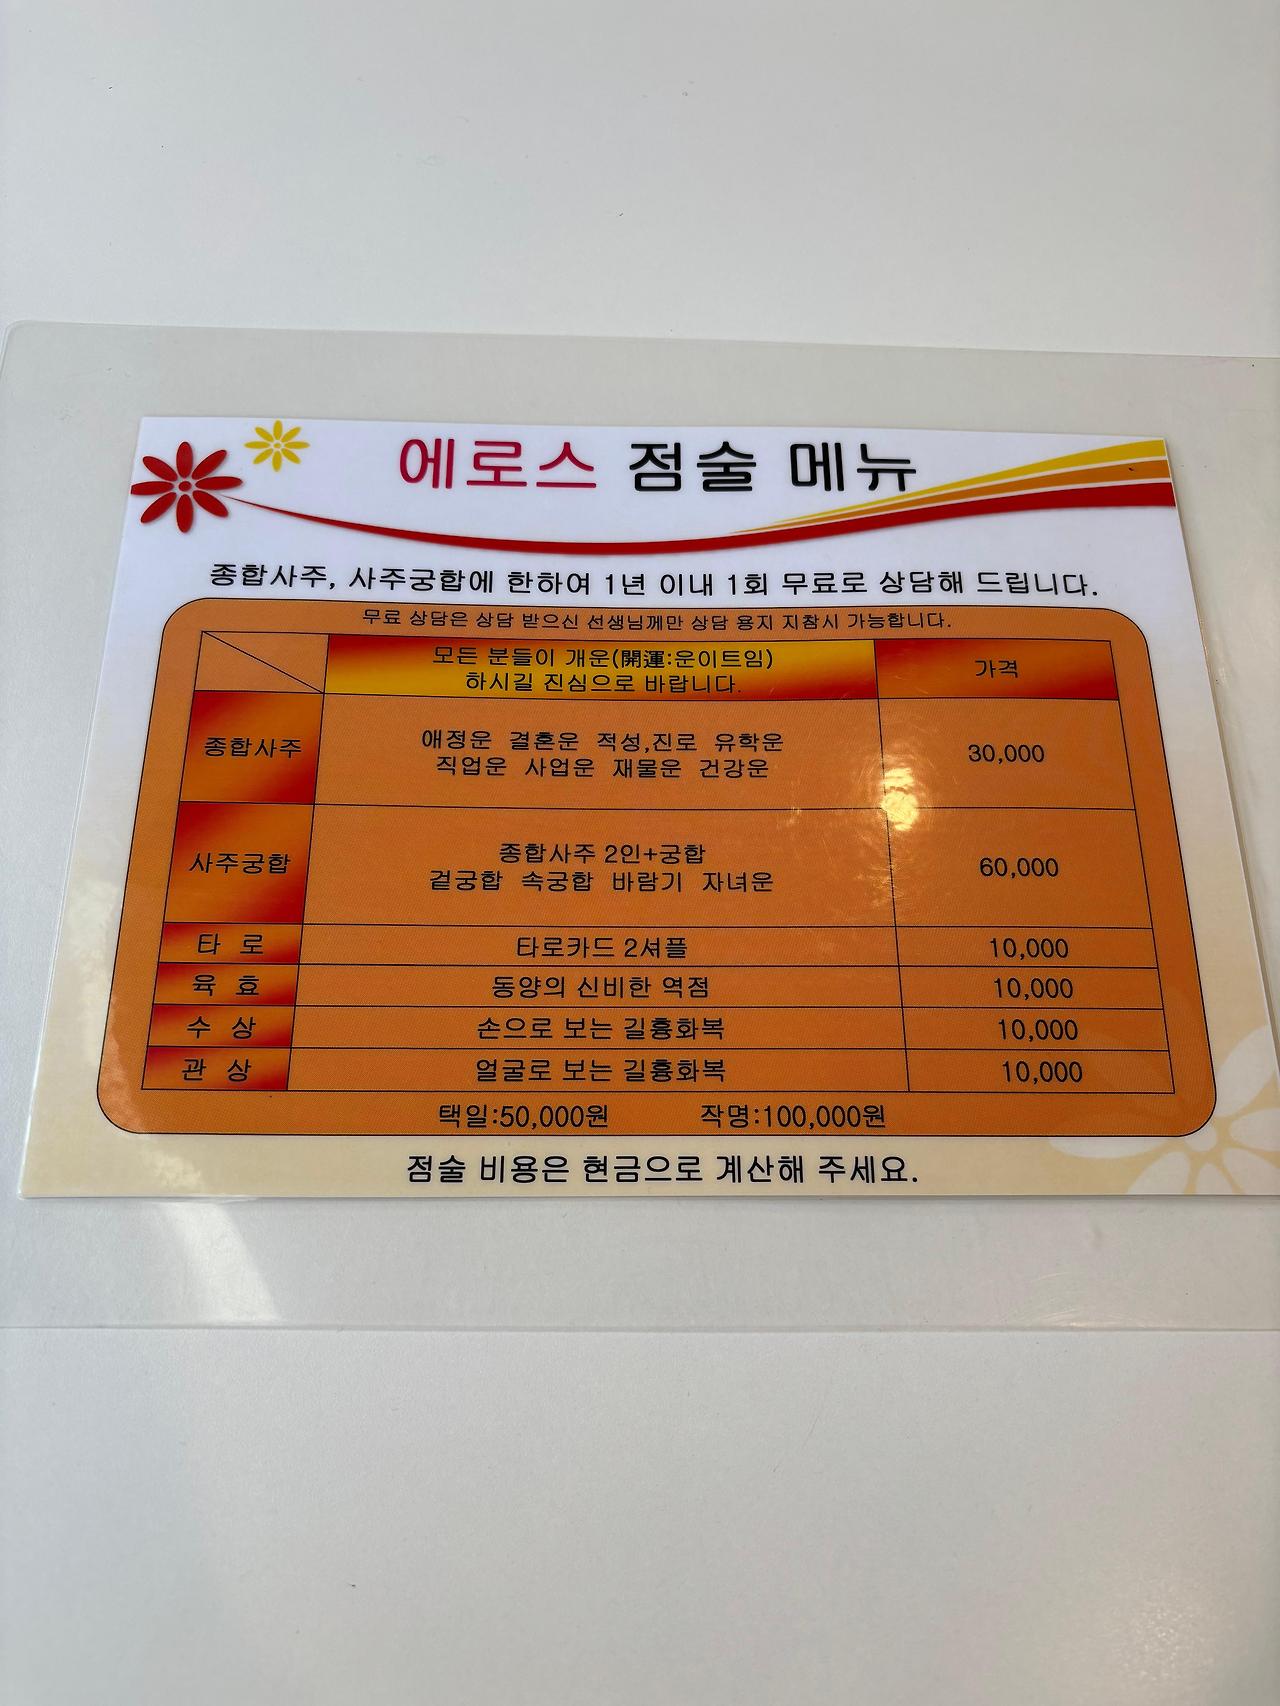 에로스 점술 메뉴
종합사주, 사주궁합에 한하여 1년 이내 1회 무료로 상담해 드립니다.
무료 상담은 상담 받으신 선생님께만 상담 용지 지참시 가능합니다.
모든 분들이 개운(開運:운이트임)
하시길 진심으로 바랍니다.
가격
종합사주
애정운 결혼운 적성,진로 유학운
직업운 사업운 재물운 건강운
30,000
사주궁합
종합사주 2인+궁합
겉궁합 속궁합 바람기 자녀운
60,000
타 로 타로카드 2셔플 10,000
육 효 동양의 신비한 역점 10,000
수 상 손으로 보는 길흉화복 10,000
관 상 얼굴로 보는 길흉화복 10,000
택일:50,000원 작명:100,000원
점술 비용은 현금으로 계산해 주세요.